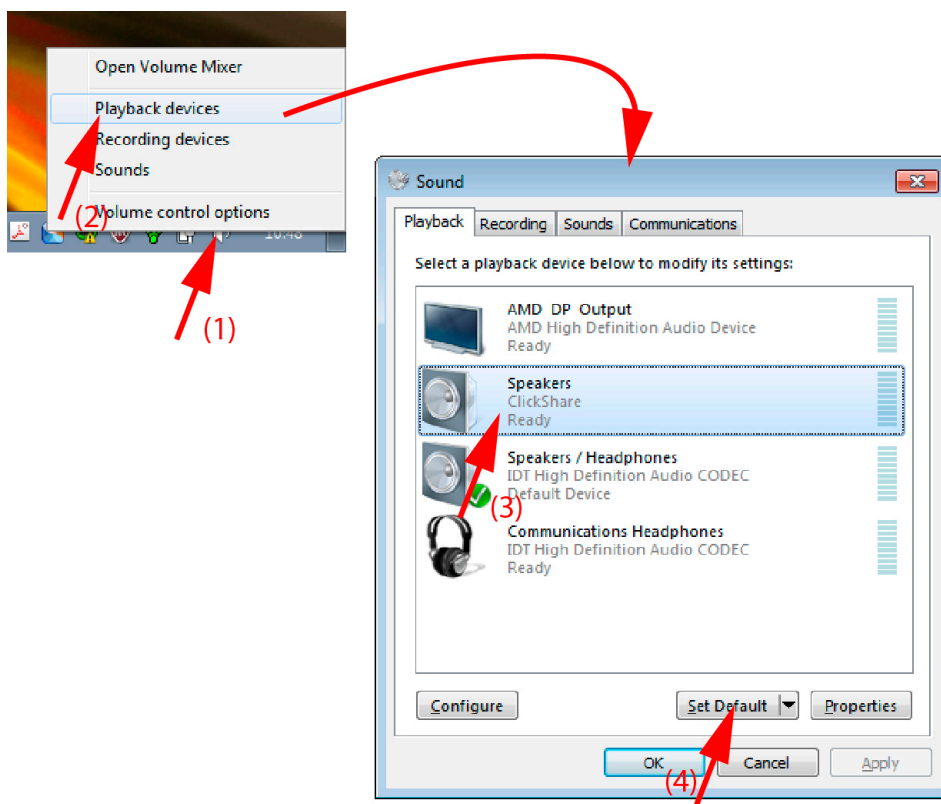 Open Volume Mixer
Playback devices
Recording devices
Sounds
(2)
Volume control options
(1)
Sound
Playback Recording Sounds Communications
Select a playback device below to modify its settings:
AMD DP Output
AMD High Definition Audio Device
Ready
Speakers
ClickShare
Ready
Speakers / Headphones
IDT High Definition Audio CODEC
Default Device
(3)
Communications Headphones
IDT High Definition Audio CODEC
Ready
Configure Set Default Properties
OK Cancel Apply
(4)